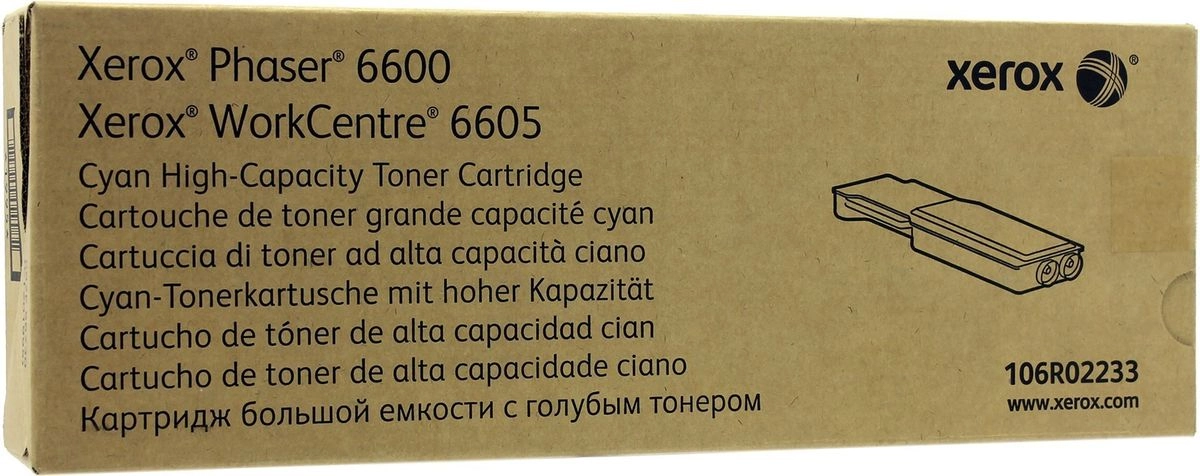 Xerox® Phaser® 6600
Xerox® WorkCentre® 6605
Cyan High-Capacity Toner Cartridge
Cartouche de toner grande capacité cyan
Cartuccia di toner ad alta capacità ciano
Cyan-Tonerkartusche mit hoher Kapazität
Cartucho de tóner de alta capacidad cian
Cartucho de toner de alta capacidade ciano
Картридж большой емкости с голубым тонером
xerox®
106R02233
www.xerox.com